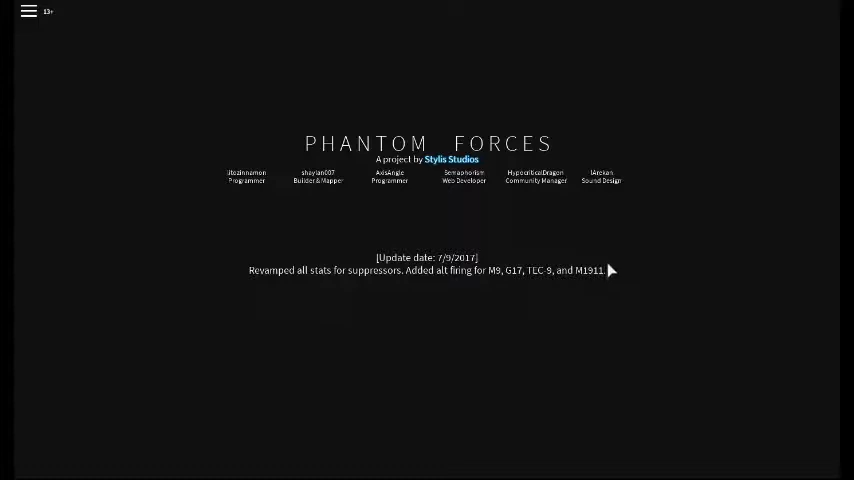 13+
PHANTOM FORCES
A project by Stylis Studios
litozinnamon shaylan007 AxisAngle Semaphorism HypocriticalDragon lArekan
Programmer Builder & Mapper Programmer Web Developer Community Manager Sound Design
[Update date: 7/9/2017]
Revamped all stats for suppressors. Added alt firing for M9, G17, TEC-9, and M1911.